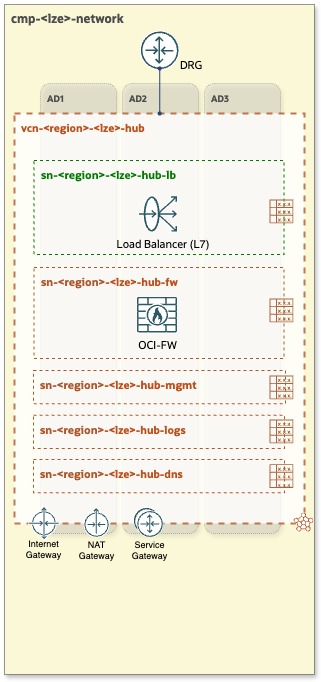 cmp-<lze>-network
DRG
AD1
AD2
AD3
vcn-<region>-<lze>-hub
sn-<region>-<lze>-hub-lb
Load Balancer (L7)
sn-<region>-<lze>-hub-fw
OCI-FW
sn-<region>-<lze>-hub-mgmt
sn-<region>-<lze>-hub-logs
sn-<region>-<lze>-hub-dns
Internet
Gateway
NAT
Gateway
Service
Gateway